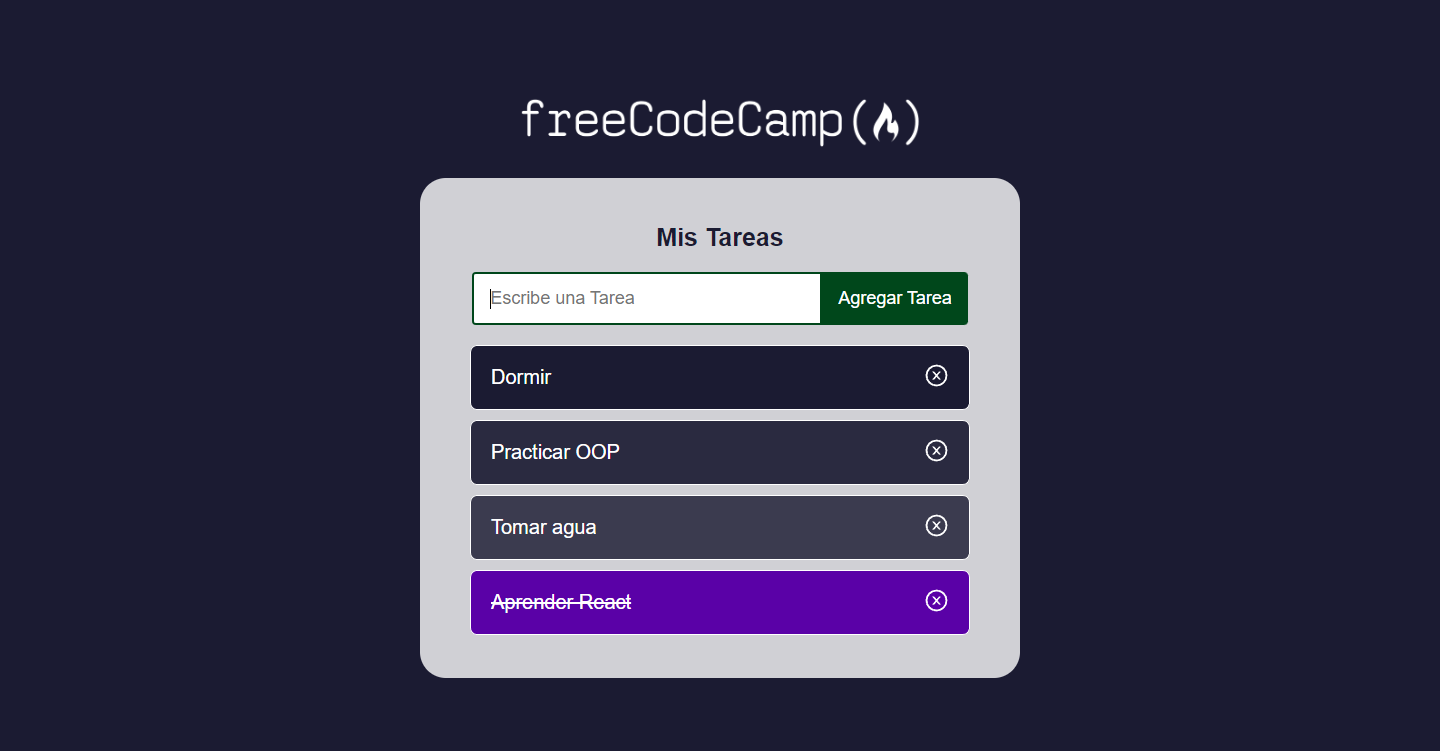 freeCodeCamp(🔥)
Mis Tareas
Escribe una Tarea
Agregar Tarea
Dormir
Practicar OOP
Tomar agua
Aprender React